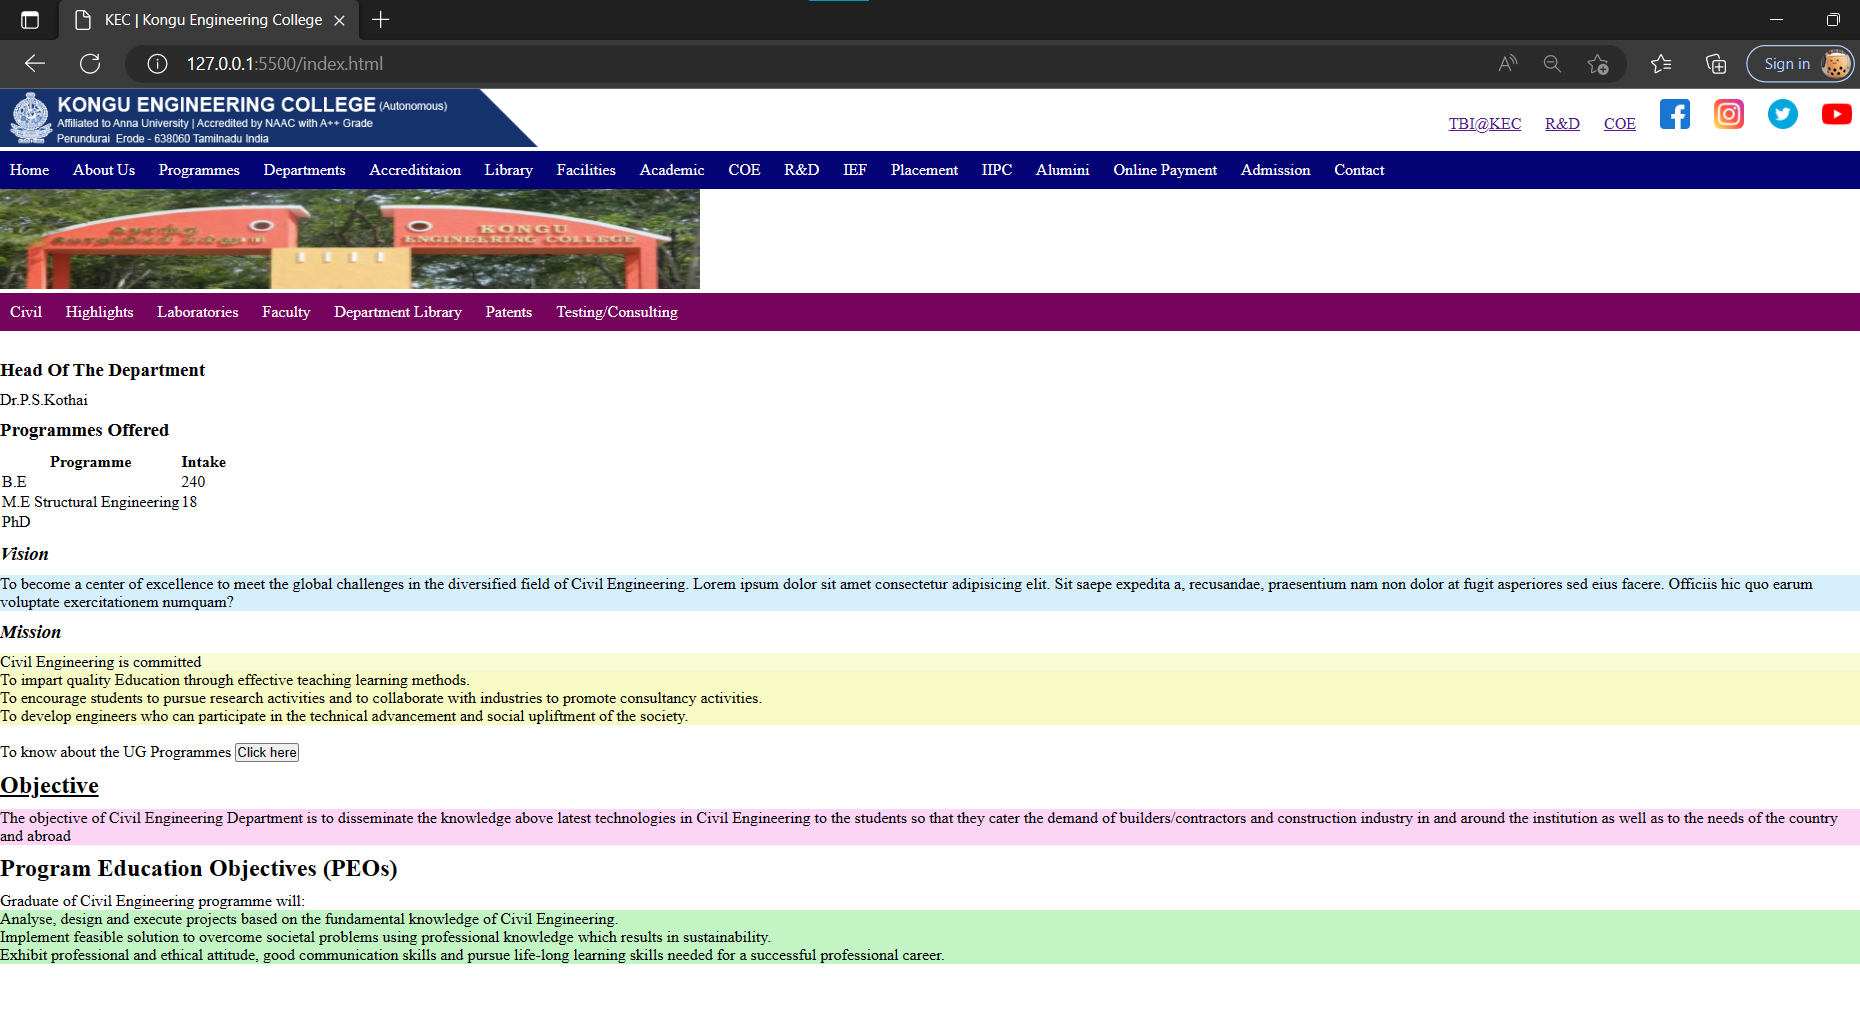 KEC | Kongu Engineering College
127.0.0.1:5500/index.html
Sign in
KONGU ENGINEERING COLLEGE (Autonomous)
Affiliated to Anna University | Accredited by NAAC with A++ Grade
Perundurai Erode - 638060 Tamilnadu India
TBI@KEC R&D COE
Home About Us Programmes Departments Accredititaion Library Facilities Academic COE R&D IEF Placement IIPC Alumini Online Payment Admission Contact
KONGU
ENGINEERING COLLEGE
Civil Highlights Laboratories Faculty Department Library Patents Testing/Consulting
Head Of The Department
Dr.P.S.Kothai
Programmes Offered
Programme Intake
B.E 240
M.E Structural Engineering 18
PhD
Vision
To become a center of excellence to meet the global challenges in the diversified field of Civil Engineering. Lorem ipsum dolor sit amet consectetur adipisicing elit. Sit saepe expedita a, recusandae, praesentium nam non dolor at fugit asperiores sed eius facere. Officiis hic quo earum
voluptate exercitationem numquam?
Mission
Civil Engineering is committed
To impart quality Education through effective teaching learning methods.
To encourage students to pursue research activities and to collaborate with industries to promote consultancy activities.
To develop engineers who can participate in the technical advancement and social upliftment of the society.
To know about the UG Programmes Click here
Objective
The objective of Civil Engineering Department is to disseminate the knowledge above latest technologies in Civil Engineering to the students so that they cater the demand of builders/contractors and construction industry in and around the institution as well as to the needs of the country
and abroad
Program Education Objectives (PEOs)
Graduate of Civil Engineering programme will:
Analyse, design and execute projects based on the fundamental knowledge of Civil Engineering.
Implement feasible solution to overcome societal problems using professional knowledge which results in sustainability.
Exhibit professional and ethical attitude, good communication skills and pursue life-long learning skills needed for a successful professional career.